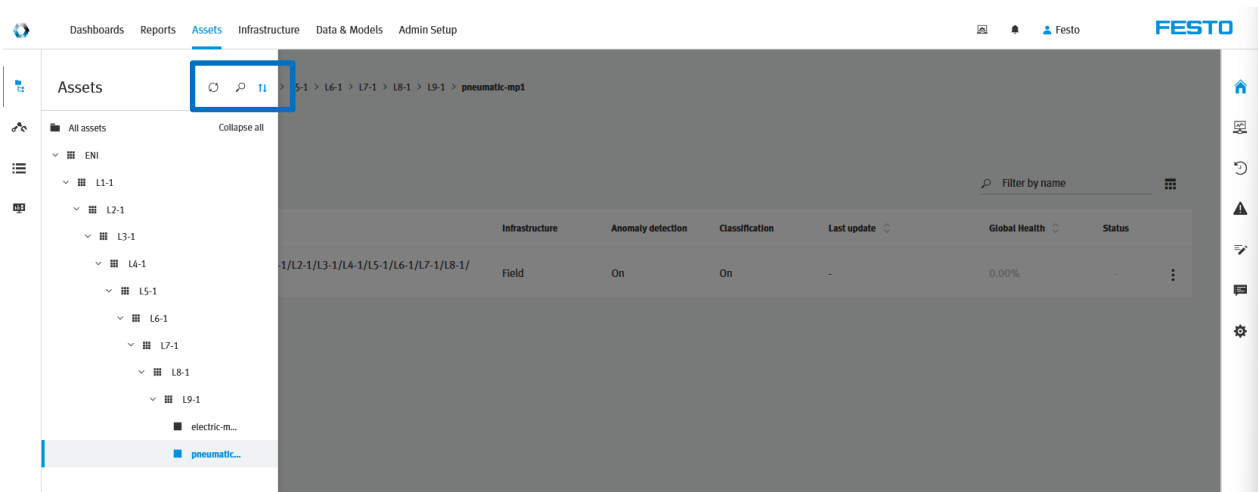 Dashboards Reports Assets Infrastructure Data & Models Admin Setup Festo FESTO
Assets
5-1 > L6-1 > L7-1 > L8-1 > L9-1 > pneumatic-mp1
All assets Collapse all
ENI
L1-1
Filter by name
L2-1
Infrastructure Anomaly detection Classification Last update Global Health Status
L3-1
L4-1
-1/L2-1/L3-1/L4-1/L5-1/L6-1/L7-1/L8-1/
Field On On - 0.00% -
L5-1
L6-1
L7-1
L8-1
L9-1
electric-m...
pneumatic...